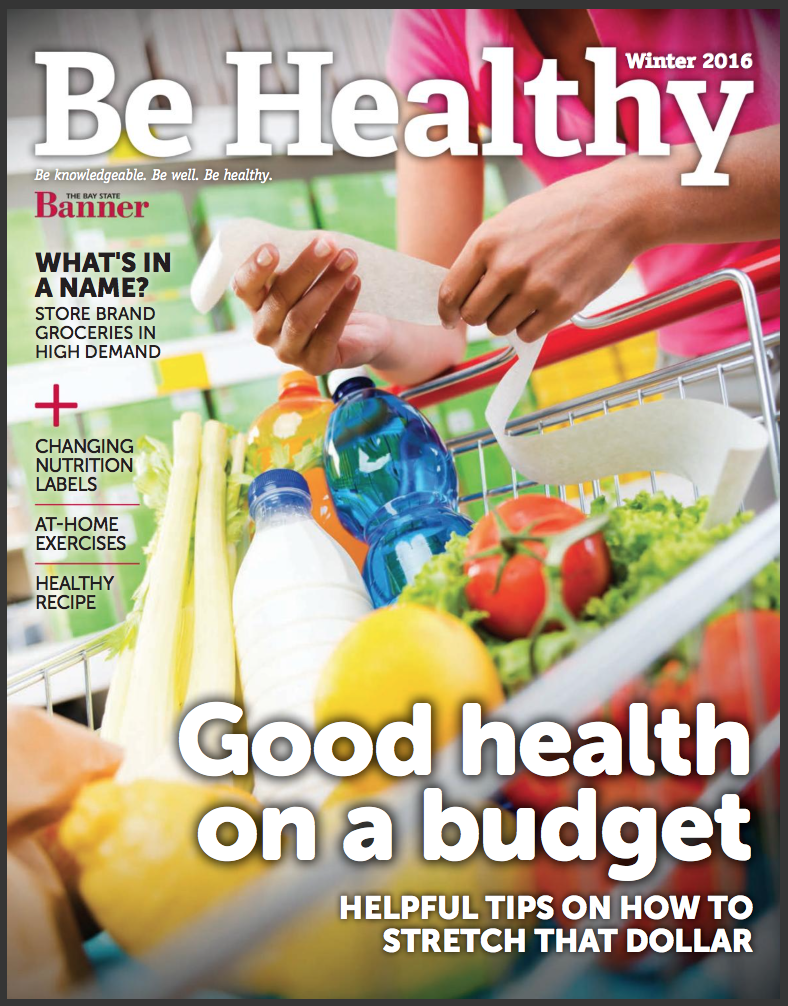 Winter 2016
Be Healthy
Be knowledgeable. Be well. Be healthy.
THE BAY STATE
Banner
WHAT'S IN
A NAME?
STORE BRAND
GROCERIES IN
HIGH DEMAND
+
CHANGING
NUTRITION
LABELS
AT-HOME
EXERCISES
HEALTHY
RECIPE
Good health
on a budget
HELPFUL TIPS ON HOW TO
STRETCH THAT DOLLAR